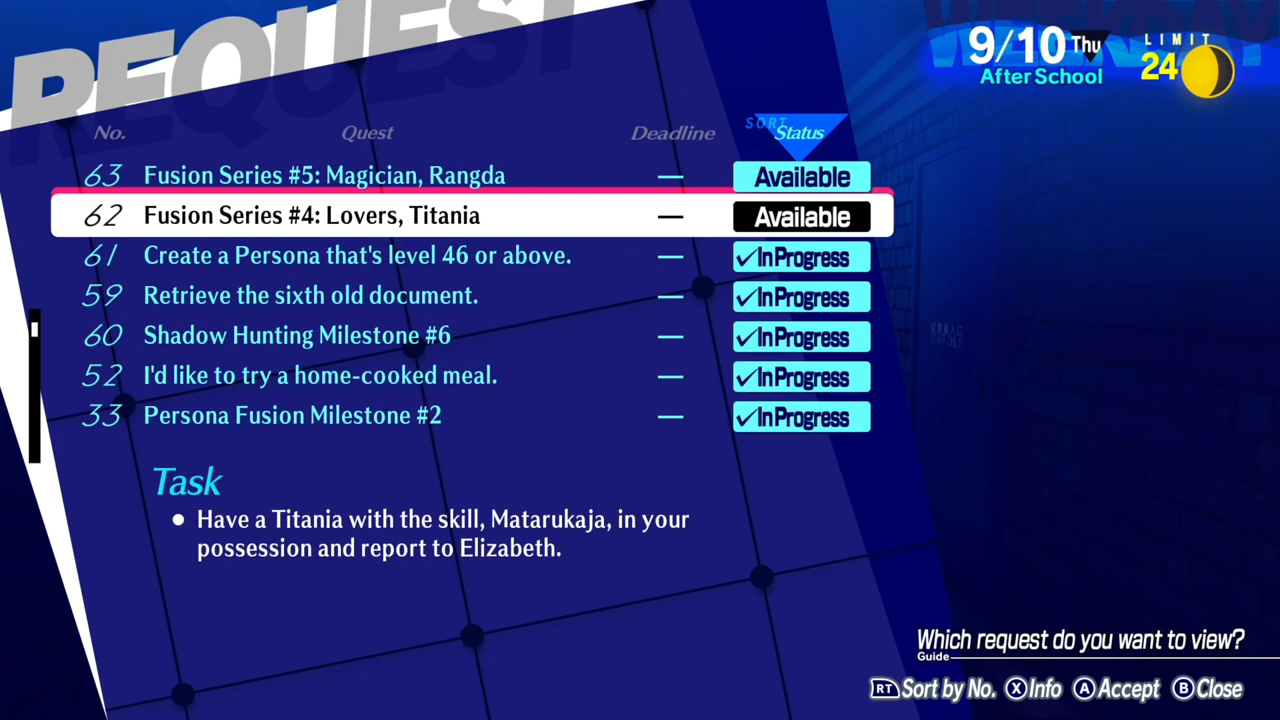 REQUEST
WEEKDAY
9/10 Thu
After School
LIMIT
24
No.
Quest
Deadline
SORT
Status
63 Fusion Series #5: Magician, Rangda — Available
62 Fusion Series #4: Lovers, Titania — Available
61 Create a Persona that's level 46 or above. — In Progress
59 Retrieve the sixth old document. — In Progress
60 Shadow Hunting Milestone #6 — In Progress
52 I'd like to try a home-cooked meal. — In Progress
33 Persona Fusion Milestone #2 — In Progress
Task
● Have a Titania with the skill, Matarukaja, in your
possession and report to Elizabeth.
Which request do you want to view?
Guide
RT Sort by No. X Info A Accept B Close